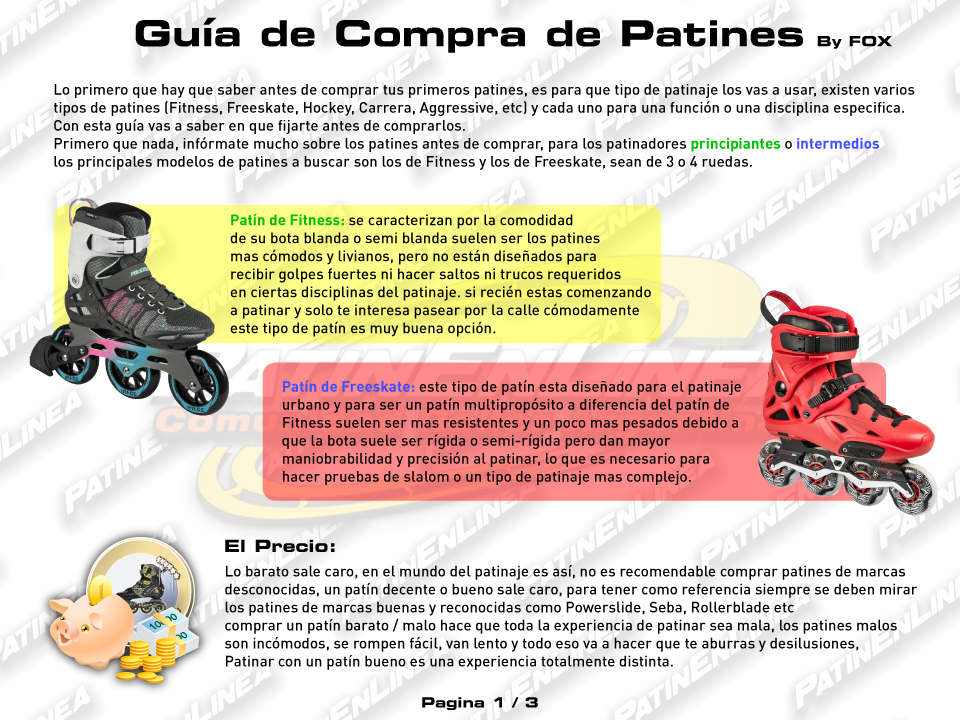 Guía de Compra de Patines By FOX
Lo primero que hay que saber antes de comprar tus primeros patines, es para que tipo de patinaje los vas a usar, existen varios
tipos de patines (Fitness, Freeskate, Hockey, Carrera, Aggressive, etc) y cada uno para una función o una disciplina especifica.
Con esta guía vas a saber en que fijarte antes de comprarlos.
Primero que nada, infórmate mucho sobre los patines antes de comprar, para los patinadores principiantes o intermedios
los principales modelos de patines a buscar son los de Fitness y los de Freeskate, sean de 3 o 4 ruedas.
Patín de Fitness: se caracterizan por la comodidad
de su bota blanda o semi blanda suelen ser los patines
mas cómodos y livianos, pero no están diseñados para
recibir golpes fuertes ni hacer saltos ni trucos requeridos
en ciertas disciplinas del patinaje. si recién estas comenzando
a patinar y solo te interesa pasear por la calle cómodamente
este tipo de patín es muy buena opción.
Patín de Freeskate: este tipo de patín esta diseñado para el patinaje
urbano y para ser un patín multipropósito a diferencia del patín de
Fitness suelen ser mas resistentes y un poco mas pesados debido a
que la bota suele ser rígida o semi-rígida pero dan mayor
maniobrabilidad y precisión al patinar, lo que es necesario para
hacer pruebas de slalom o un tipo de patinaje mas complejo.
El Precio:
Lo barato sale caro, en el mundo del patinaje es así, no es recomendable comprar patines de marcas
desconocidas, un patín decente o bueno sale caro, para tener como referencia siempre se deben mirar
los patines de marcas buenas y reconocidas como Powerslide, Seba, Rollerblade etc
comprar un patín barato / malo hace que toda la experiencia de patinar sea mala, los patines malos
son incómodos, se rompen fácil, van lento y todo eso va a hacer que te aburras y desilusiones,
Patinar con un patín bueno es una experiencia totalmente distinta.
Pagina 1 / 3
PATINENLINEA